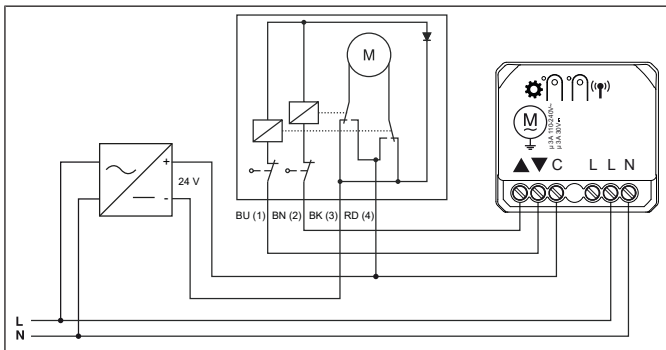 M
M
µ 3A 110-240V~
µ 3A 30V
C L L N
+
24 V
-
BU (1) BN (2) BK (3) RD (4)
L
N